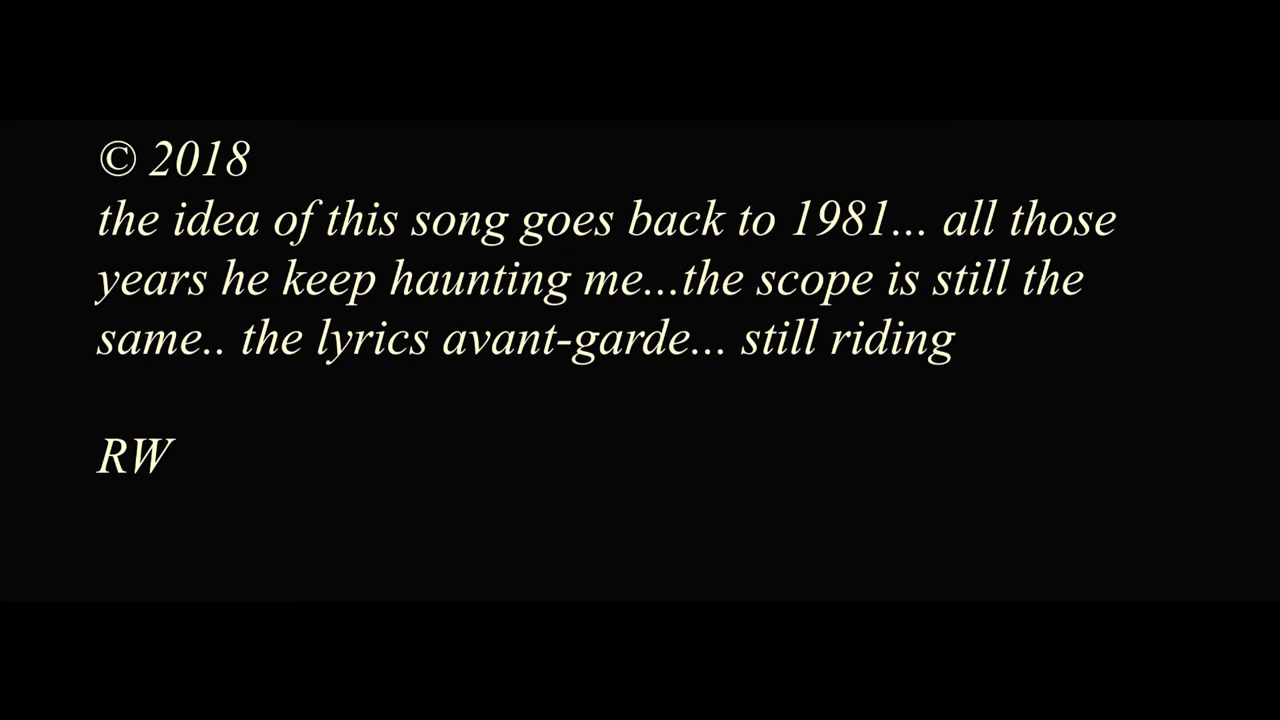 © 2018
the idea of this song goes back to 1981... all those
years he keep haunting me...the scope is still the
same.. the lyrics avant-garde... still riding
RW